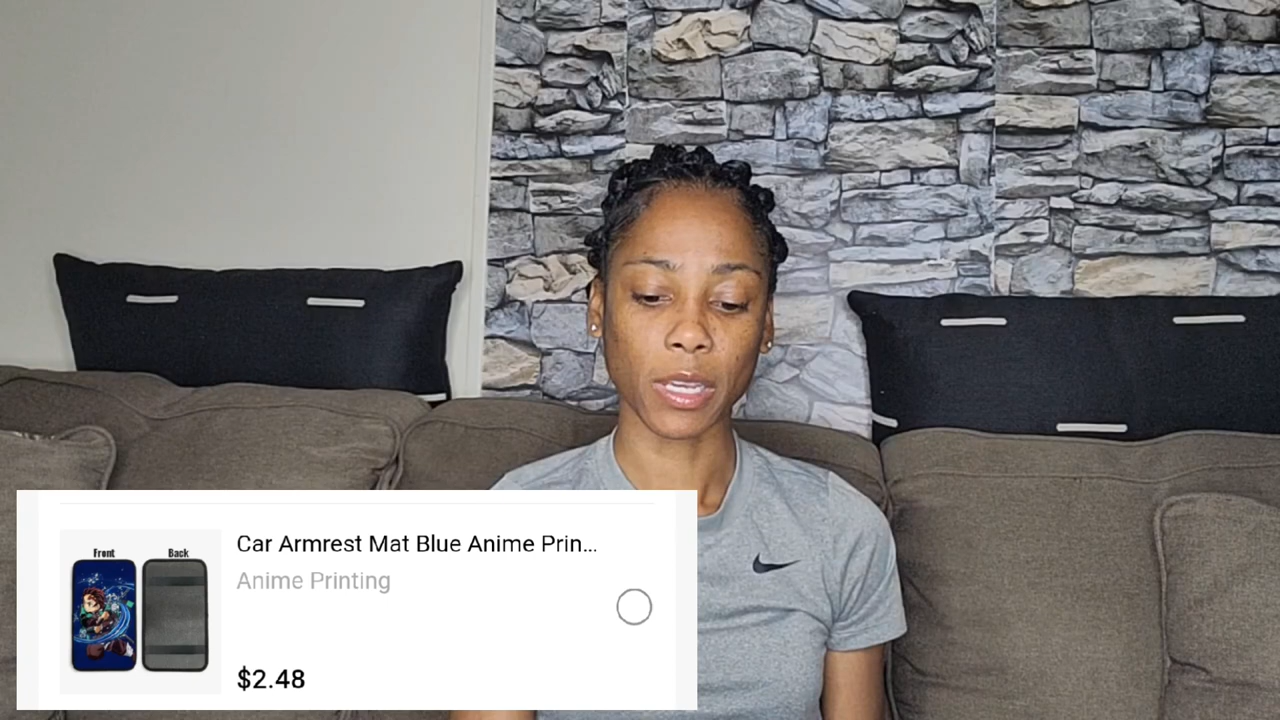 Car Armrest Mat Blue Anime Prin...
Front
Back
Anime Printing
$2.48